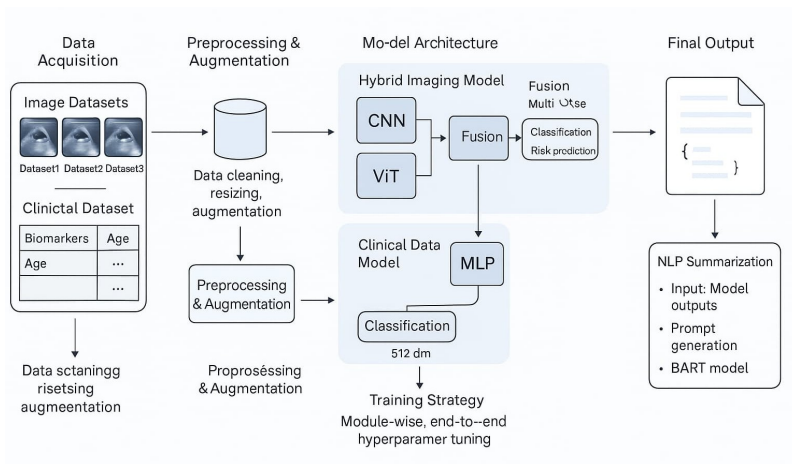 Data
Acquisition
Image Datasets
Dataset1 Dataset2 Dataset3
Clinictal Dataset
Biomarkers Age
Age ...
...
Data sctaningg
risetsing
augmeentation
Preprocessing &
Augmentation
Data cleaning,
resizing,
augmentation
Preprocessing
& Augmentation
Proproséssing
& Augmentation
Mo-del Architecture
Hybrid Imaging Model
CNN
ViT
Fusion
Fusion
Multi
Classification
Risk prediction
Clinical Data
Model
MLP
Classification
512 dm
Training Strategy
Module-wise, end-to--end
hyperparamer tuning
Final Output
{
}
NLP Summarization
• Input: Model
outputs
• Prompt
generation
• BART model